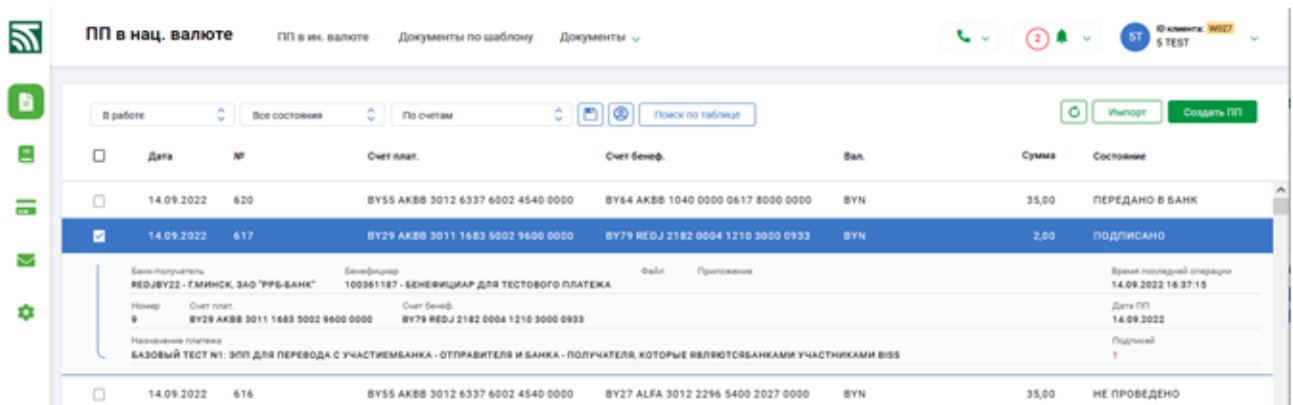 ПП в нац. валюте ПП в ин. валюте Документы по шаблону Документы 2 5T ID клиента: W027
5 TEST
В работе Все состояния По счетам Поиск по таблице Импорт Создать ПП
Дата № Счет плат. Счет бенеф. Вал. Сумма Состояние
14.09.2022 620 BY55 AKBB 3012 6337 6002 4540 0000 BY64 AKBB 1040 0000 0617 8000 0000 BYN 35,00 ПЕРЕДАНО В БАНК
14.09.2022 617 BY29 AKBB 3011 1683 5002 9600 0000 BY79 REDJ 2182 0004 1210 3000 0933 BYN 2,00 ПОДПИСАНО
Банк-получатель Бенефициар Файл Приложение Время последней операции
REDJBY22 - Г.МИНСК, ЗАО "РРБ-БАНК" 100361187 - БЕНЕФИЦИАР ДЛЯ ТЕСТОВОГО ПЛАТЕЖА 14.09.2022 16:37:15
Номер Счет плат. Счет бенеф. Дата ПП
9 BY29 AKBB 3011 1683 5002 9600 0000 BY79 REDJ 2182 0004 1210 3000 0933 14.09.2022
Назначение платежа Подписей
БАЗОВЫЙ ТЕСТ N1: ЭПП ДЛЯ ПЕРЕВОДА С УЧАСТИЕМБАНКА - ОТПРАВИТЕЛЯ И БАНКА - ПОЛУЧАТЕЛЯ, КОТОРЫЕ ЯВЛЯЮТСЯБАНКАМИ УЧАСТНИКАМИ BISS 1
14.09.2022 616 BY55 AKBB 3012 6337 6002 4540 0000 BY27 ALFA 3012 2296 5400 2027 0000 BYN 35,00 НЕ ПРОВЕДЕНО